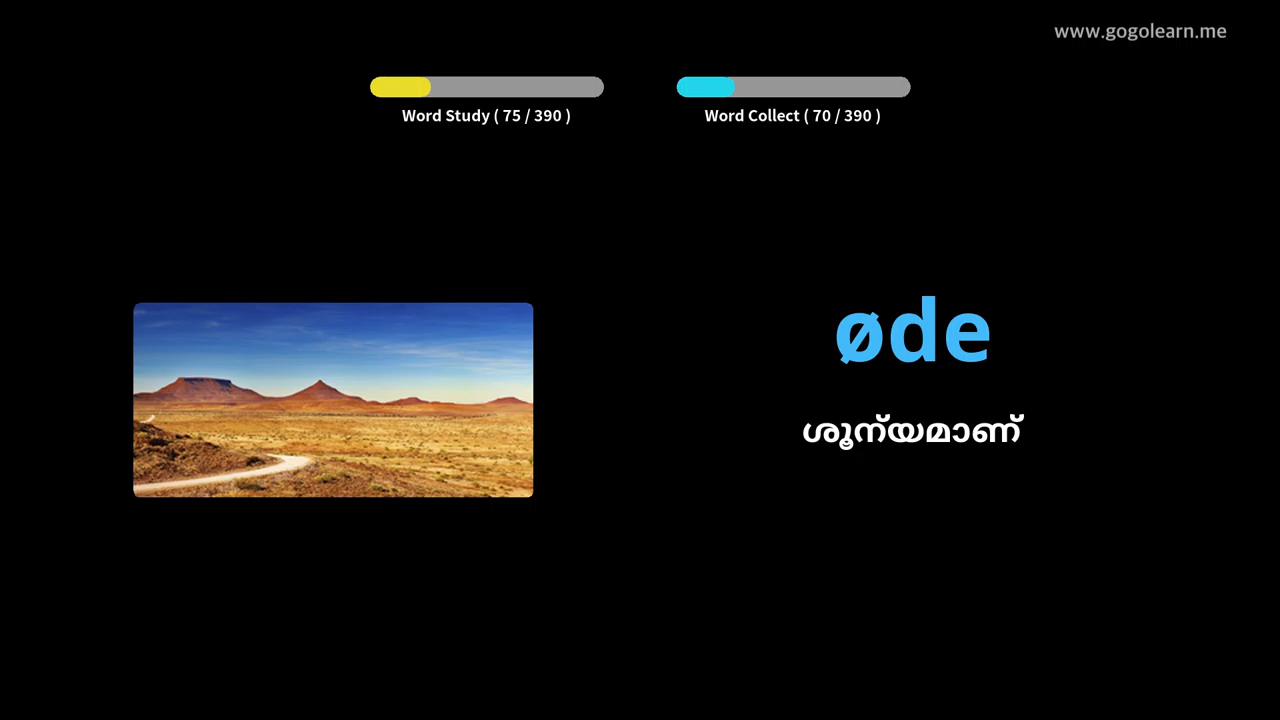 www.gogolearn.me
Word Study ( 75 / 390 )
Word Collect ( 70 / 390 )
øde
ശൂന്യമാണ്